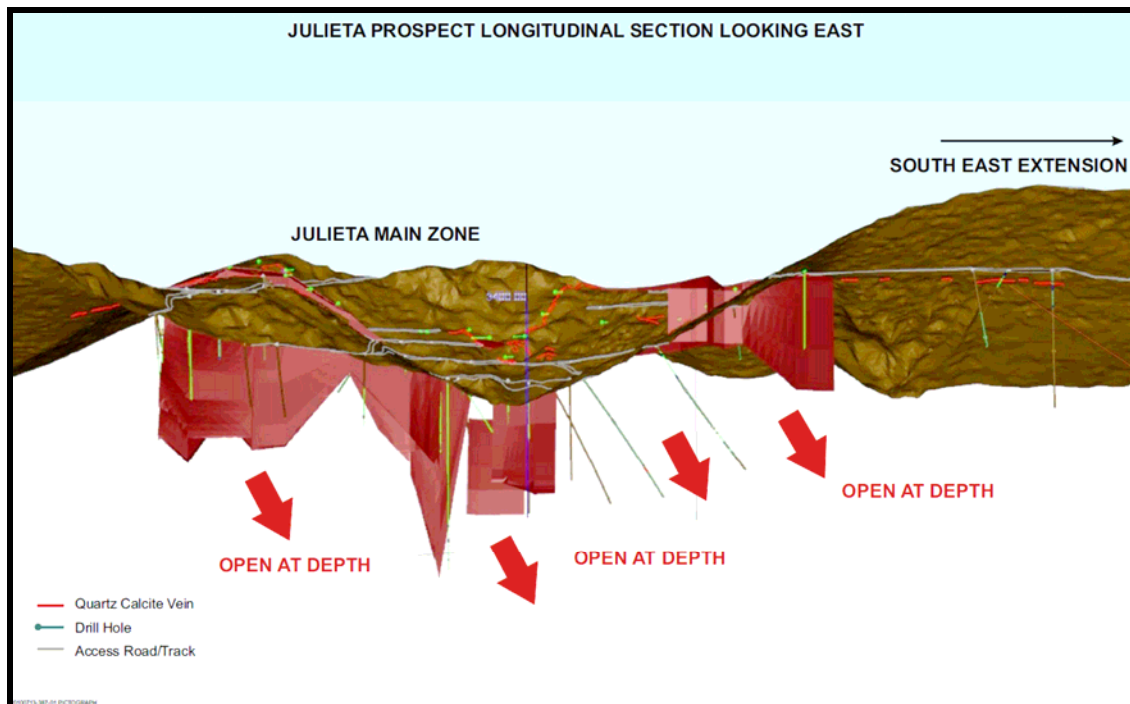 JULIETA PROSPECT LONGITUDINAL SECTION LOOKING EAST
SOUTH EAST EXTENSION
JULIETA MAIN ZONE
OPEN AT DEPTH
OPEN AT DEPTH
OPEN AT DEPTH
Quartz Calcite Vein
Drill Hole
Access Road/Track